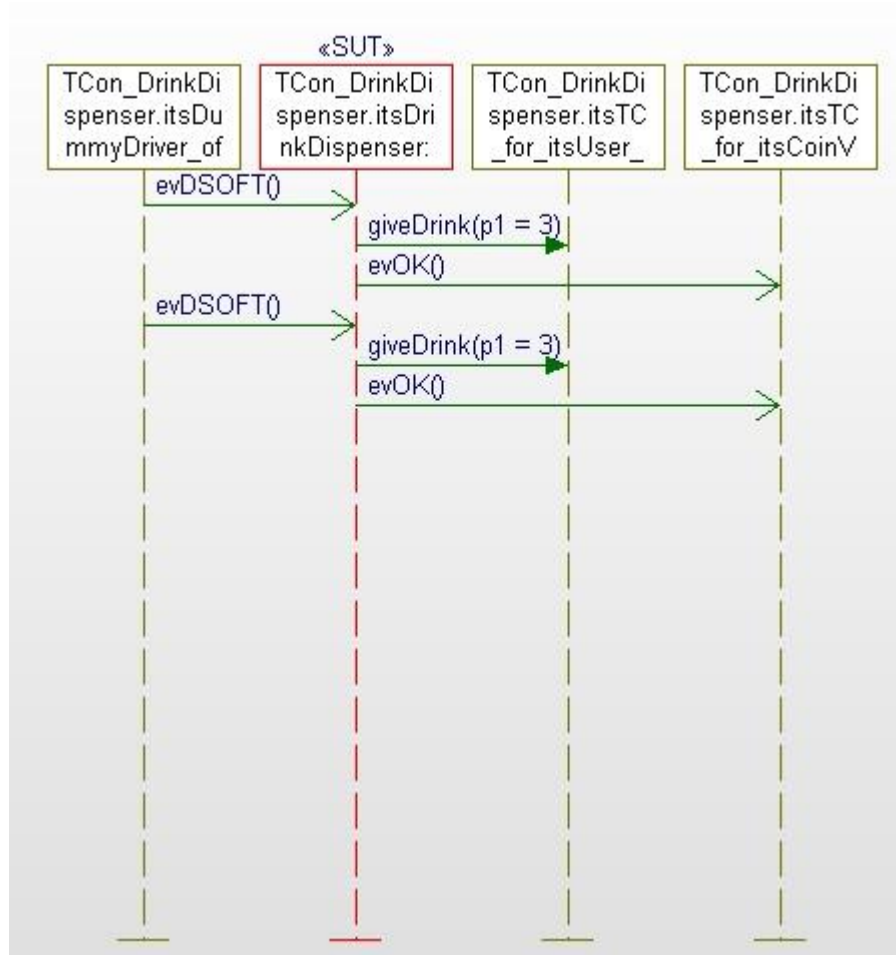 «SUT»
TCon_DrinkDi
spenser.itsDu
mmyDriver_of
TCon_DrinkDi
spenser.itsDri
nkDispenser:
TCon_DrinkDi
spenser.itsTC
_for_itsUser_
TCon_DrinkDi
spenser.itsTC
_for_itsCoinV
evDSOFT()
giveDrink(p1 = 3)
evOK()
evDSOFT()
giveDrink(p1 = 3)
evOK()